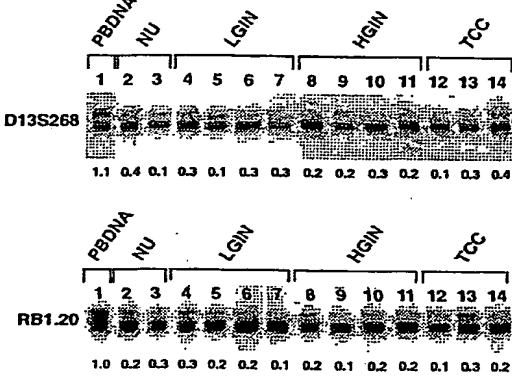 PBDNA NU LGIN HGIN TCC
1 2 3 4 5 6 7 8 9 10 11 12 13 14
D13S268
1.1 0.4 0.1 0.3 0.1 0.3 0.3 0.2 0.2 0.3 0.2 0.1 0.3 0.4
PBDNA NU LGIN HGIN TCC
1 2 3 4 5 6 7 8 9 10 11 12 13 14
RB1.20
1.0 0.2 0.3 0.3 0.2 0.2 0.1 0.2 0.1 0.2 0.2 0.2 0.3 0.2